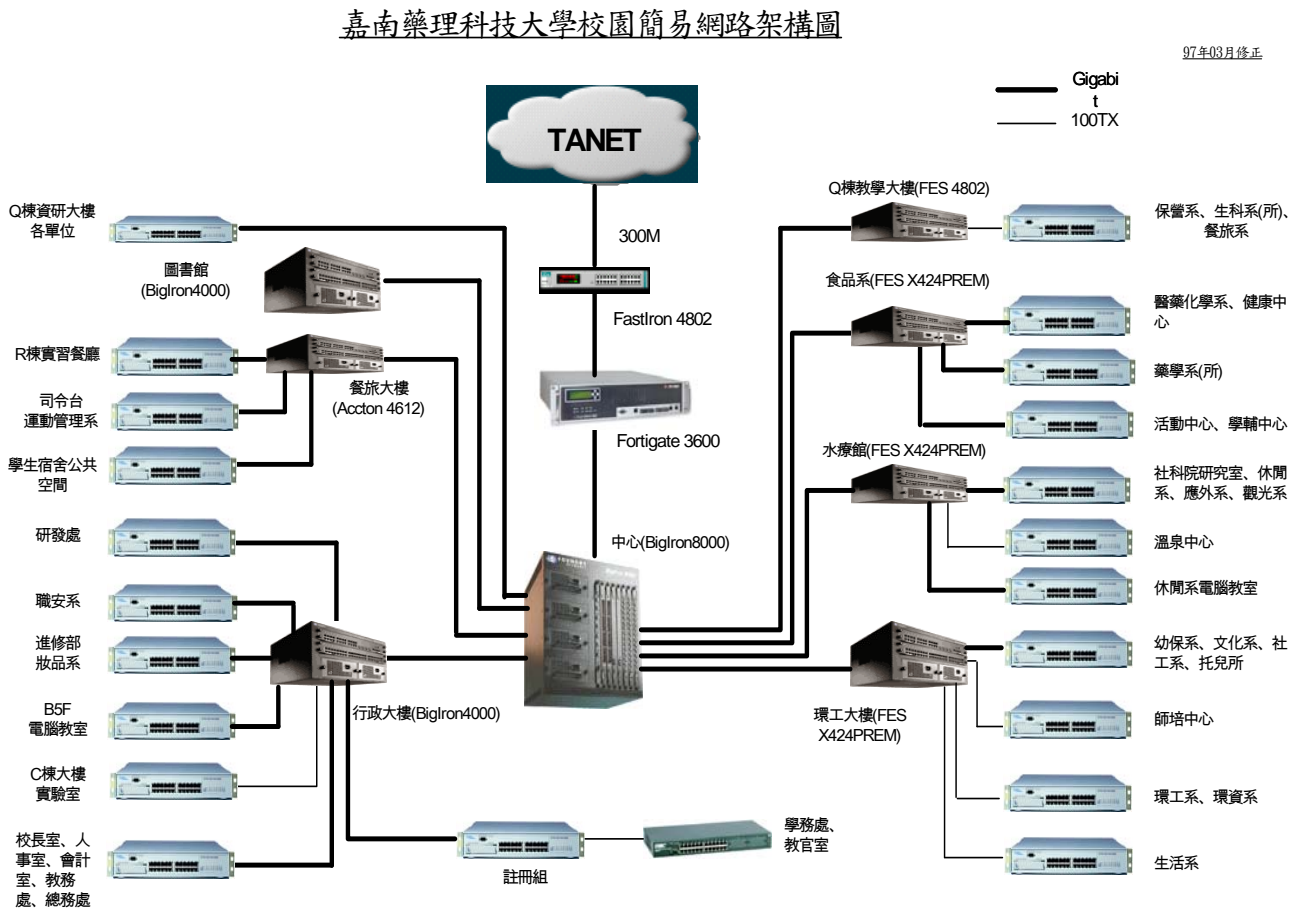 嘉南藥理科技大學校園簡易網路架構圖
97年03月修正
Gigabi
t
100TX
TANET
300M
FastIron 4802
Fortigate 3600
中心(BigIron8000)
Q棟資研大樓
各單位
圖書館
(BigIron4000)
R棟實習餐廳
餐旅大樓
(Accton 4612)
司令台
運動管理系
學生宿舍公共
空間
研發處
職安系
進修部
妝品系
B5F
電腦教室
行政大樓(BigIron4000)
C棟大樓
實驗室
校長室、人
事室、會計
室、教務
處、總務處
註冊組
學務處、
教官室
Q棟教學大樓(FES 4802)
保營系、生科系(所)、
餐旅系
食品系(FES X424PREM)
醫藥化學系、健康中
心
藥學系(所)
活動中心、學輔中心
水療館(FES X424PREM)
社科院研究室、休閒
系、應外系、觀光系
溫泉中心
休閒系電腦教室
環工大樓(FES
X424PREM)
幼保系、文化系、社
工系、托兒所
師培中心
環工系、環資系
生活系